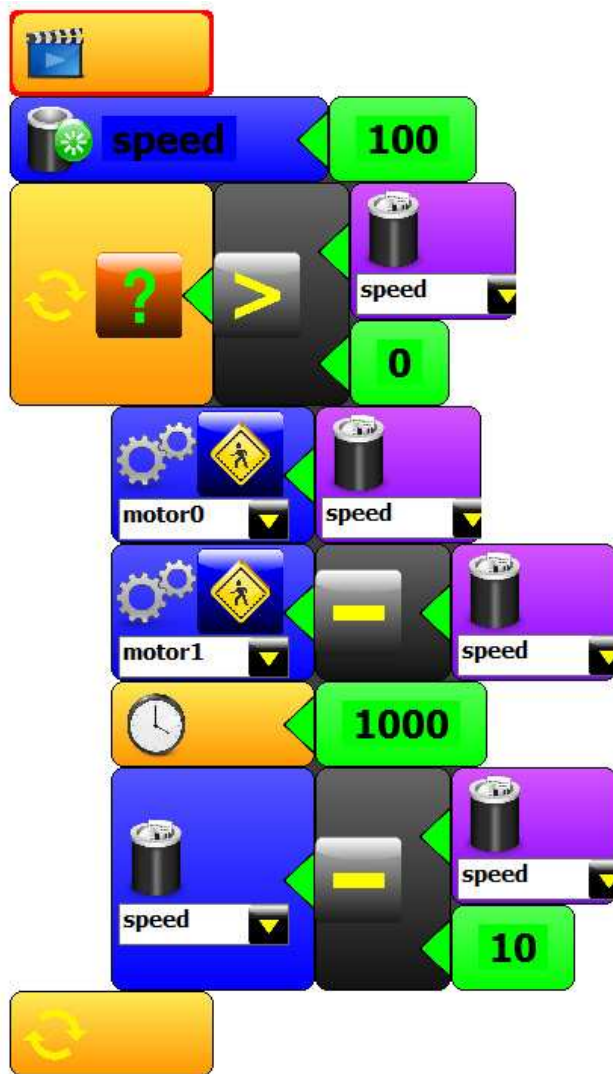 speed 100
? > speed
0
motor0 speed
motor1 − speed
1000
speed − speed
10